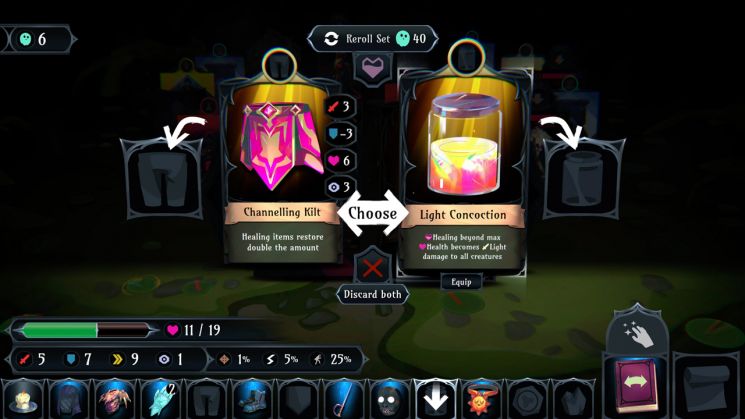 6
Reroll Set 40
3
-3
6
3
Channelling Kilt
Healing items restore
double the amount
Choose
Light Concoction
Healing beyond max
Health becomes Light
damage to all creatures
Equip
Discard both
11 / 19
5 7 9 1 1% 5% 25%
2